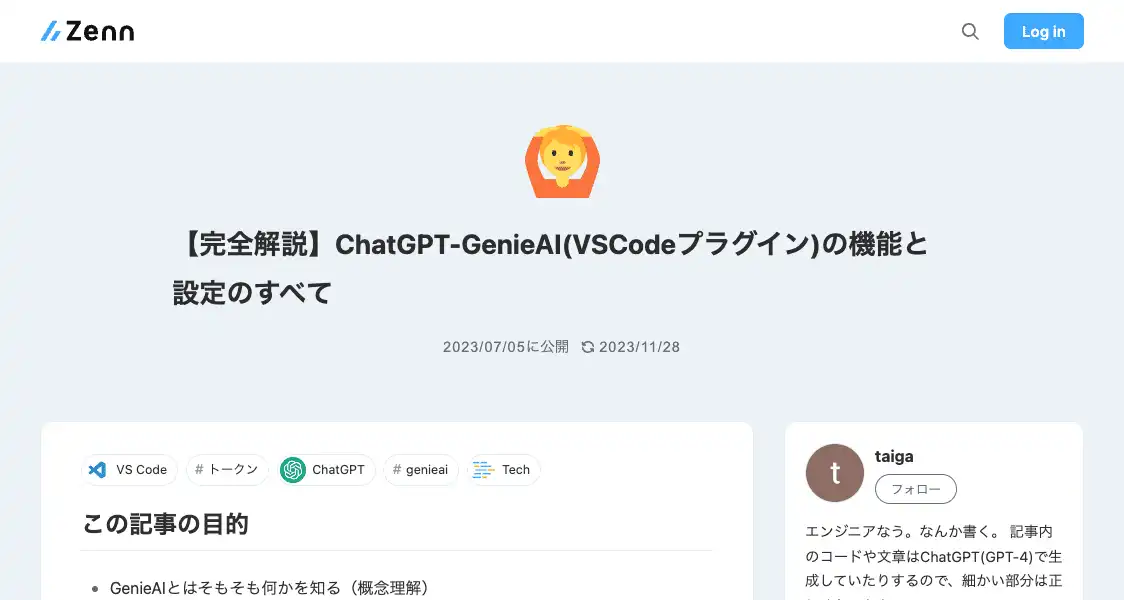 Zenn
Log in
【完全解説】ChatGPT-GenieAI(VSCodeプラグイン)の機能と
設定のすべて
2023/07/05に公開 2023/11/28
VS Code # トークン ChatGPT # genieai Tech
この記事の目的
GenieAIとはそもそも何かを知る（概念理解）
t
taiga
フォロー
エンジニアなう。なんか書く。 記事内
のコードや文章はChatGPT(GPT-4)で生
成していたりするので、細かい部分は正